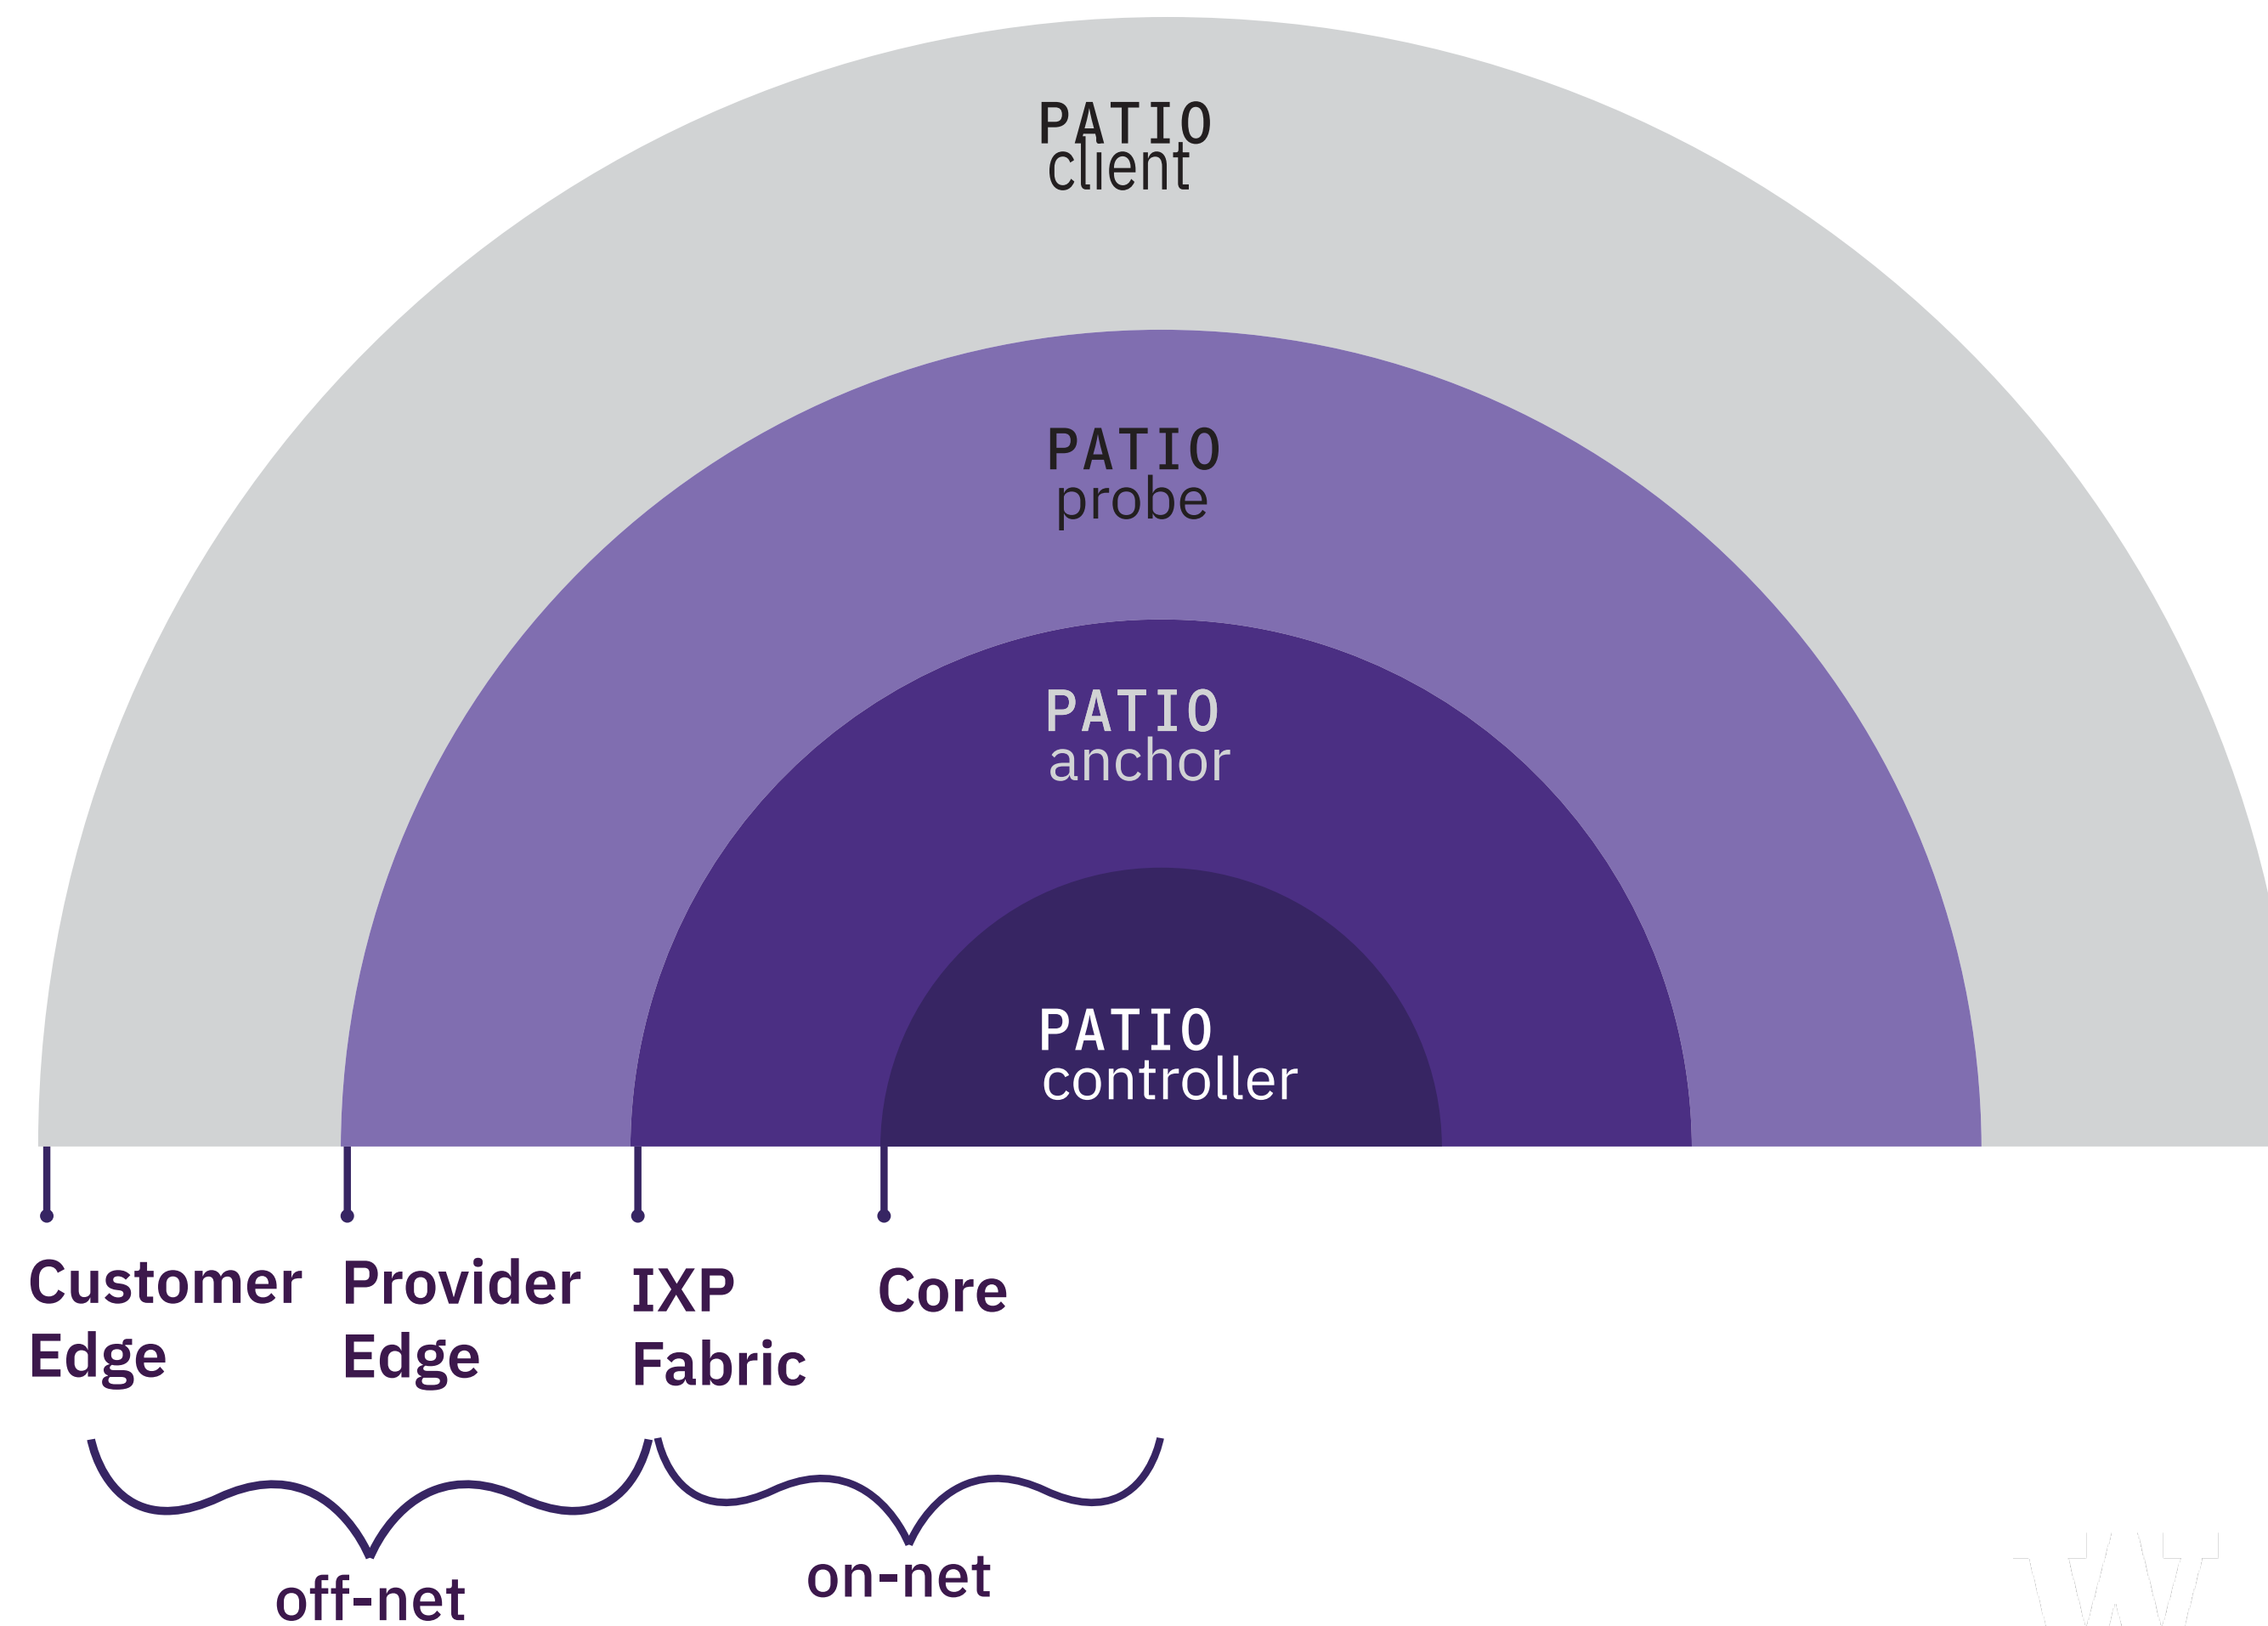 PATIO
client
PATIO
probe
PATIO
anchor
PATIO
controller
Customer
Edge
Provider
Edge
IXP
Fabric
Core
off-net
on-net
W